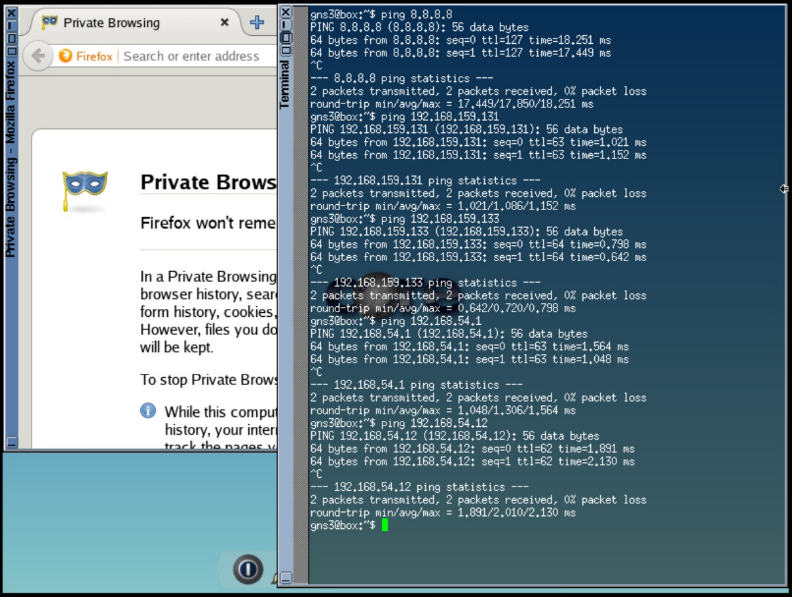 Private Browsing - Mozilla Firefox
Private Browsing
Firefox
Search or enter address
Private Brows
Firefox won't reme
In a Private Browsing
browser history, sear
form history, cookies,
However, files you do
will be kept.
To stop Private Brows
While this comput
history, your inter
track the pages v
Terminal
gns3@box:~$ ping 8.8.8.8
PING 8.8.8.8 (8.8.8.8): 56 data bytes
64 bytes from 8.8.8.8: seq=0 ttl=127 time=18.251 ms
64 bytes from 8.8.8.8: seq=1 ttl=127 time=17.449 ms
^C
--- 8.8.8.8 ping statistics ---
2 packets transmitted, 2 packets received, 0% packet loss
round-trip min/avg/max = 17.449/17.850/18.251 ms
gns3@box:~$ ping 192.168.159.131
PING 192.168.159.131 (192.168.159.131): 56 data bytes
64 bytes from 192.168.159.131: seq=0 ttl=63 time=1.021 ms
64 bytes from 192.168.159.131: seq=1 ttl=63 time=1.152 ms
^C
--- 192.168.159.131 ping statistics ---
2 packets transmitted, 2 packets received, 0% packet loss
round-trip min/avg/max = 1.021/1.086/1.152 ms
gns3@box:~$ ping 192.168.159.133
PING 192.168.159.133 (192.168.159.133): 56 data bytes
64 bytes from 192.168.159.133: seq=0 ttl=64 time=0.798 ms
64 bytes from 192.168.159.133: seq=1 ttl=64 time=0.642 ms
^C
--- 192.168.159.133 ping statistics ---
2 packets transmitted, 2 packets received, 0% packet loss
round-trip min/avg/max = 0.642/0.720/0.798 ms
gns3@box:~$ ping 192.168.54.1
PING 192.168.54.1 (192.168.54.1): 56 data bytes
64 bytes from 192.168.54.1: seq=0 ttl=63 time=1.564 ms
64 bytes from 192.168.54.1: seq=1 ttl=63 time=1.048 ms
^C
--- 192.168.54.1 ping statistics ---
2 packets transmitted, 2 packets received, 0% packet loss
round-trip min/avg/max = 1.048/1.306/1.564 ms
gns3@box:~$ ping 192.168.54.12
PING 192.168.54.12 (192.168.54.12): 56 data bytes
64 bytes from 192.168.54.12: seq=0 ttl=62 time=1.891 ms
64 bytes from 192.168.54.12: seq=1 ttl=62 time=2.130 ms
^C
--- 192.168.54.12 ping statistics ---
2 packets transmitted, 2 packets received, 0% packet loss
round-trip min/avg/max = 1.891/2.010/2.130 ms
gns3@box:~$